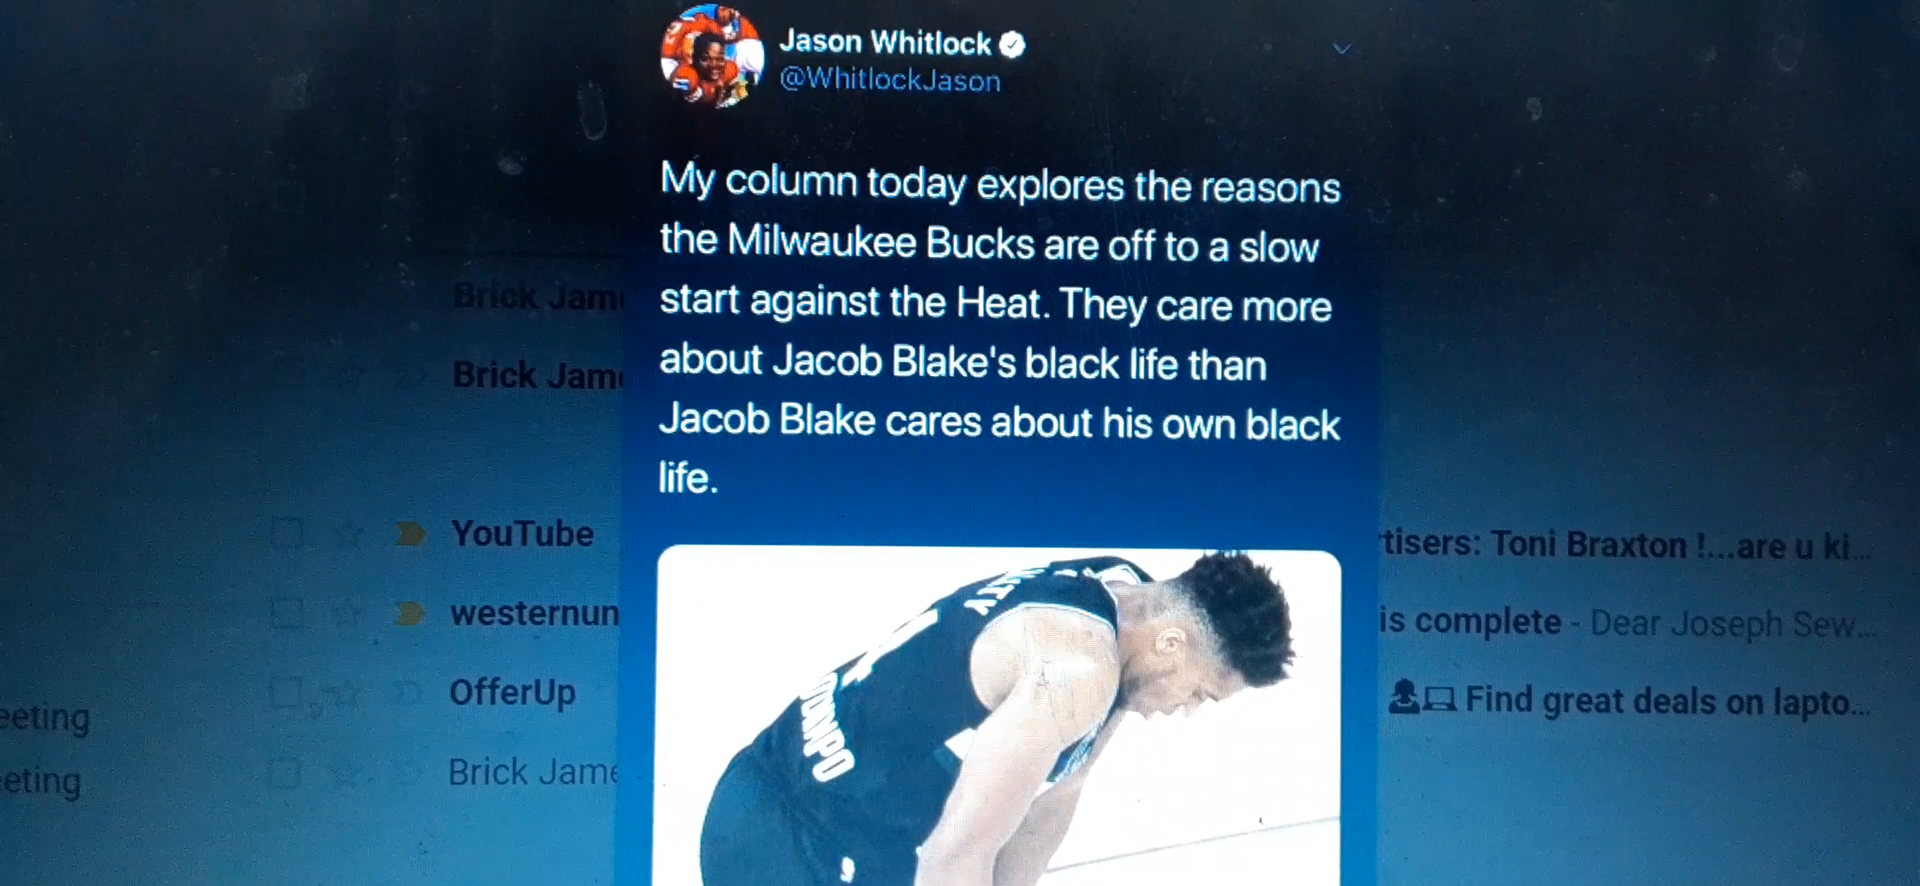 Jason Whitlock
@WhitlockJason
My column today explores the reasons
the Milwaukee Bucks are off to a slow
start against the Heat. They care more
about Jacob Blake's black life than
Jacob Blake cares about his own black
life.
Brick Jam
Brick Jam
YouTube
tisers: Toni Braxton !...are u ki...
westernun
is complete - Dear Joseph Sew...
OfferUp
Find great deals on lapto...
eeting
eting
Brick Jame